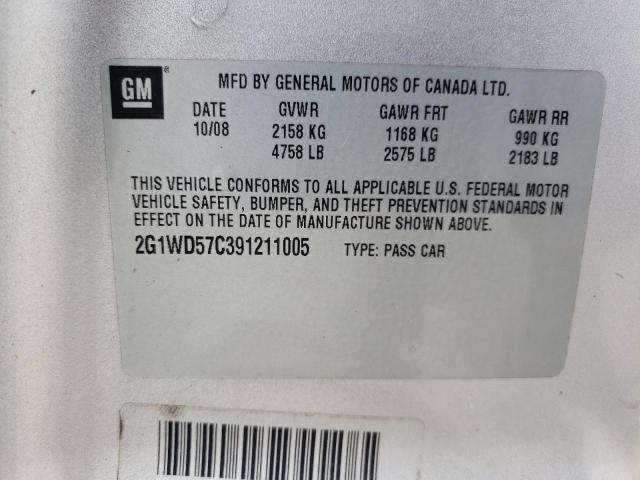 GM® MFD BY GENERAL MOTORS OF CANADA LTD.
DATE GVWR GAWR FRT GAWR RR
10/08 2158 KG 1168 KG 990 KG
4758 LB 2575 LB 2183 LB
THIS VEHICLE CONFORMS TO ALL APPLICABLE U.S. FEDERAL MOTOR
VEHICLE SAFETY, BUMPER, AND THEFT PREVENTION STANDARDS IN
EFFECT ON THE DATE OF MANUFACTURE SHOWN ABOVE.
2G1WD57C391211005 TYPE: PASS CAR